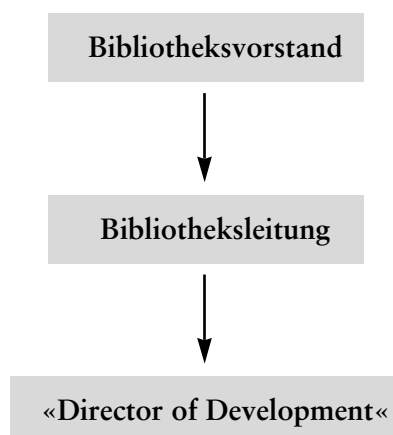 Bibliotheksvorstand
Bibliotheksleitung
«Director of Development«